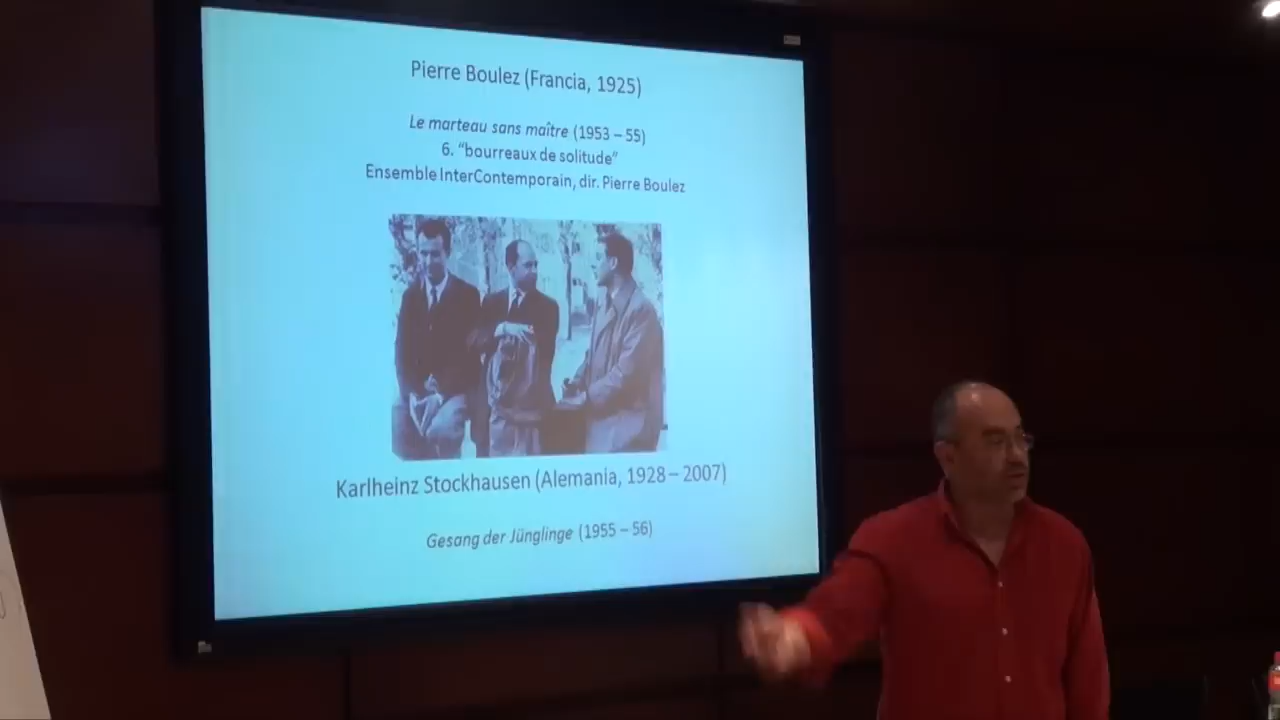 Pierre Boulez (Francia, 1925)
Le marteau sans maître (1953 – 55)
6. “bourreaux de solitude”
Ensemble InterContemporain, dir. Pierre Boulez
Karlheinz Stockhausen (Alemania, 1928 – 2007)
Gesang der Jünglinge (1955 – 56)